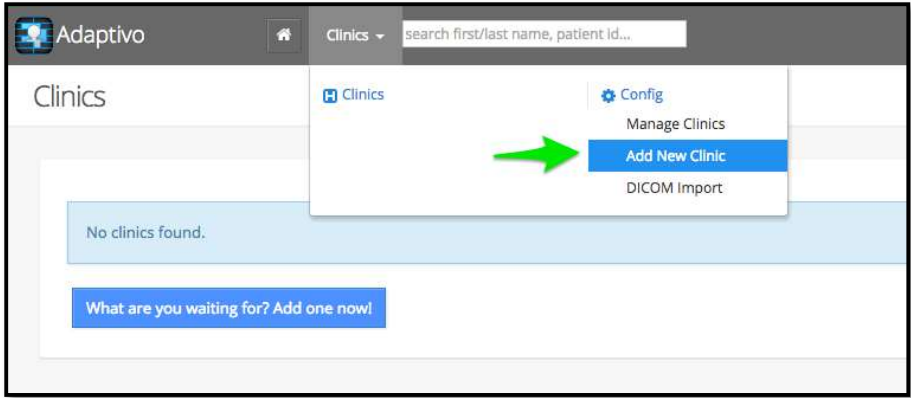 Adaptivo
Clinics
search first/last name, patient id...
Clinics
Clinics
Config
Manage Clinics
Add New Clinic
DICOM Import
No clinics found.
What are you waiting for? Add one now!